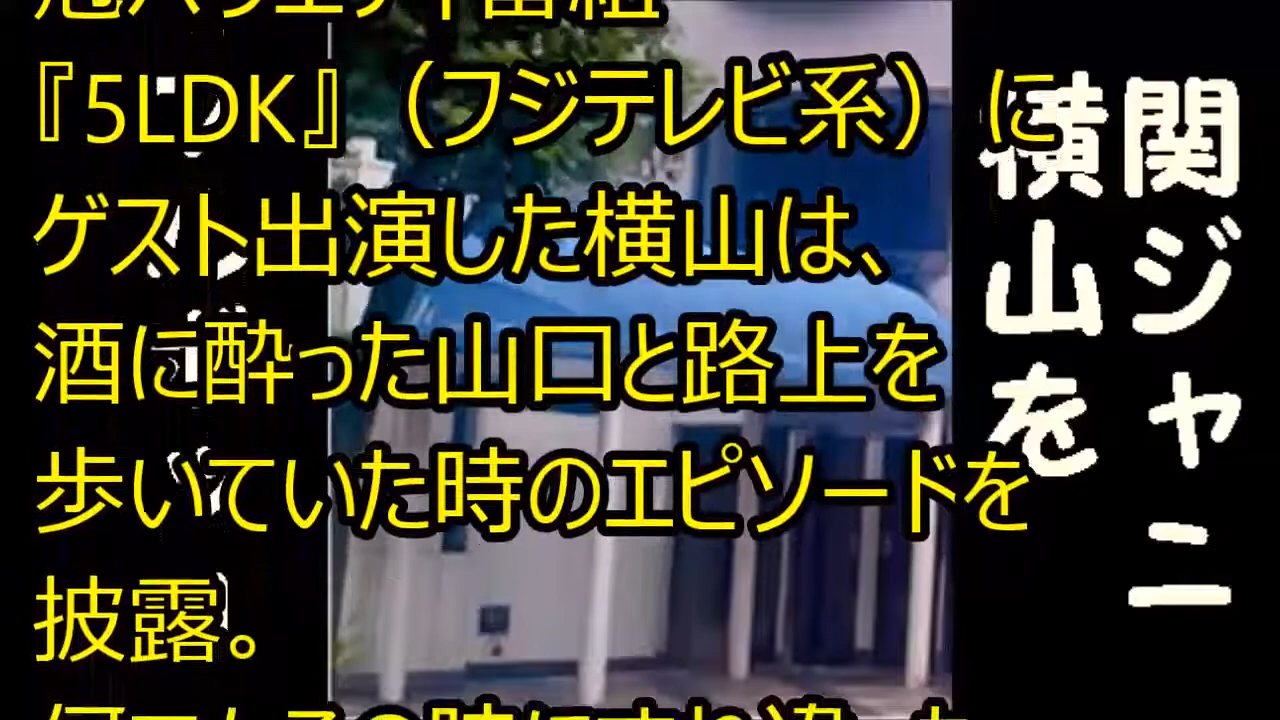 『5LDK』（フジテレビ系）に
ゲスト出演した横山は、
酒に酔った山口と路上を
歩いていた時のエピソードを
披露。
関ジャニ
横山を